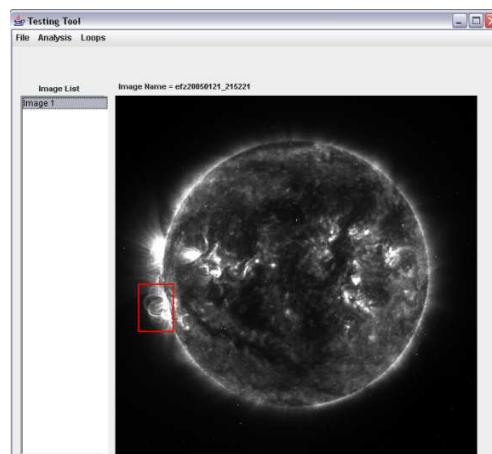 Testing Tool
File Analysis Loops
Image List
Image Name = efz20050121_215221
Image 1